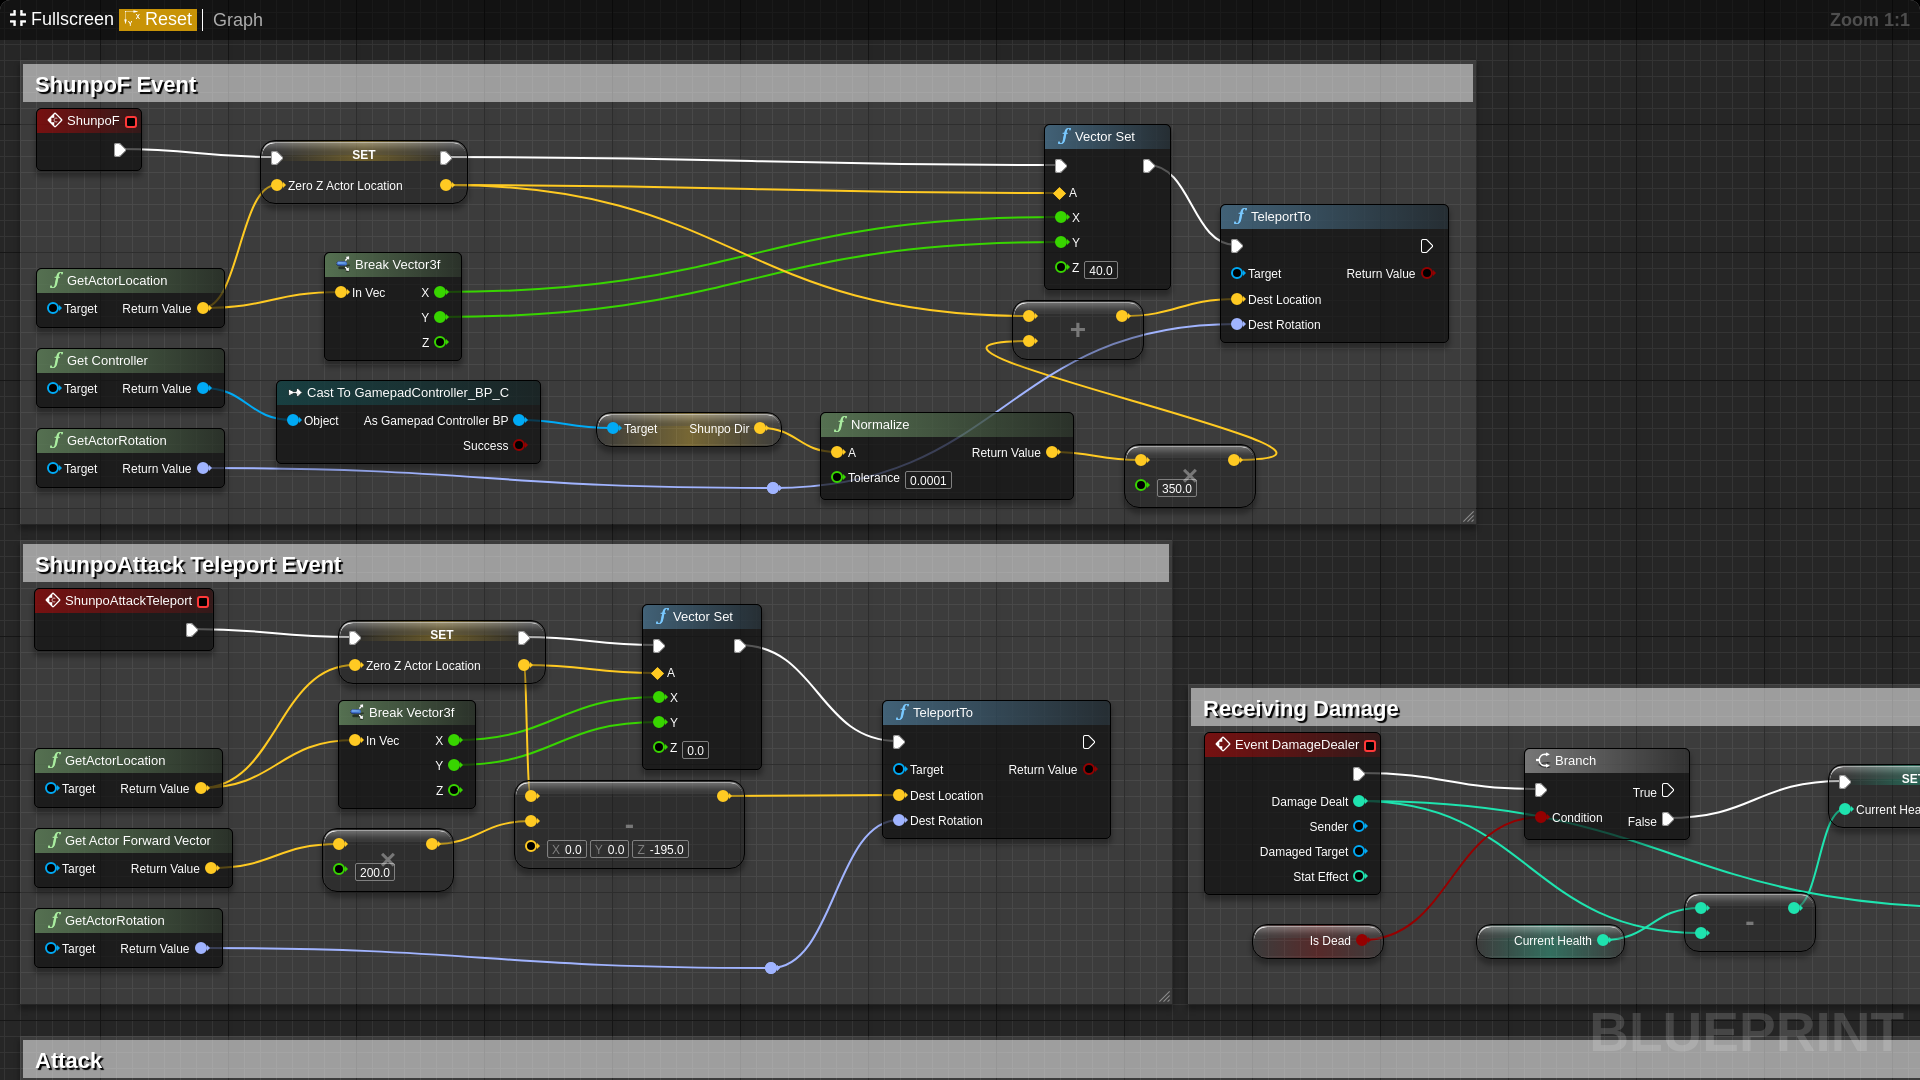 Fullscreen Reset Graph Zoom 1:1
ShunpoF Event
ShunpoF
SET
Zero Z Actor Location
Vector Set
A
X
Y
Z 40.0
TeleportTo
Target Return Value
Dest Location
Dest Rotation
GetActorLocation
Target Return Value
Break Vector3f
In Vec X
Y
Z
+
Get Controller
Target Return Value
Cast To GamepadController_BP_C
Object As Gamepad Controller BP
Success
Target Shunpo Dir
Normalize
A Return Value
Tolerance 0.0001
×
350.0
GetActorRotation
Target Return Value
ShunpoAttack Teleport Event
ShunpoAttackTeleport
SET
Zero Z Actor Location
Vector Set
A
X
Y
Z 0.0
Break Vector3f
In Vec X
Y
Z
TeleportTo
Target Return Value
Dest Location
Dest Rotation
GetActorLocation
Target Return Value
-
X 0.0 Y 0.0 Z -195.0
Get Actor Forward Vector
Target Return Value
×
200.0
GetActorRotation
Target Return Value
Receiving Damage
Event DamageDealer
Damage Dealt
Sender
Damaged Target
Stat Effect
Branch
True
Condition False
SET
Current Hea
Is Dead
Current Health
-
BLUEPRINT
Attack